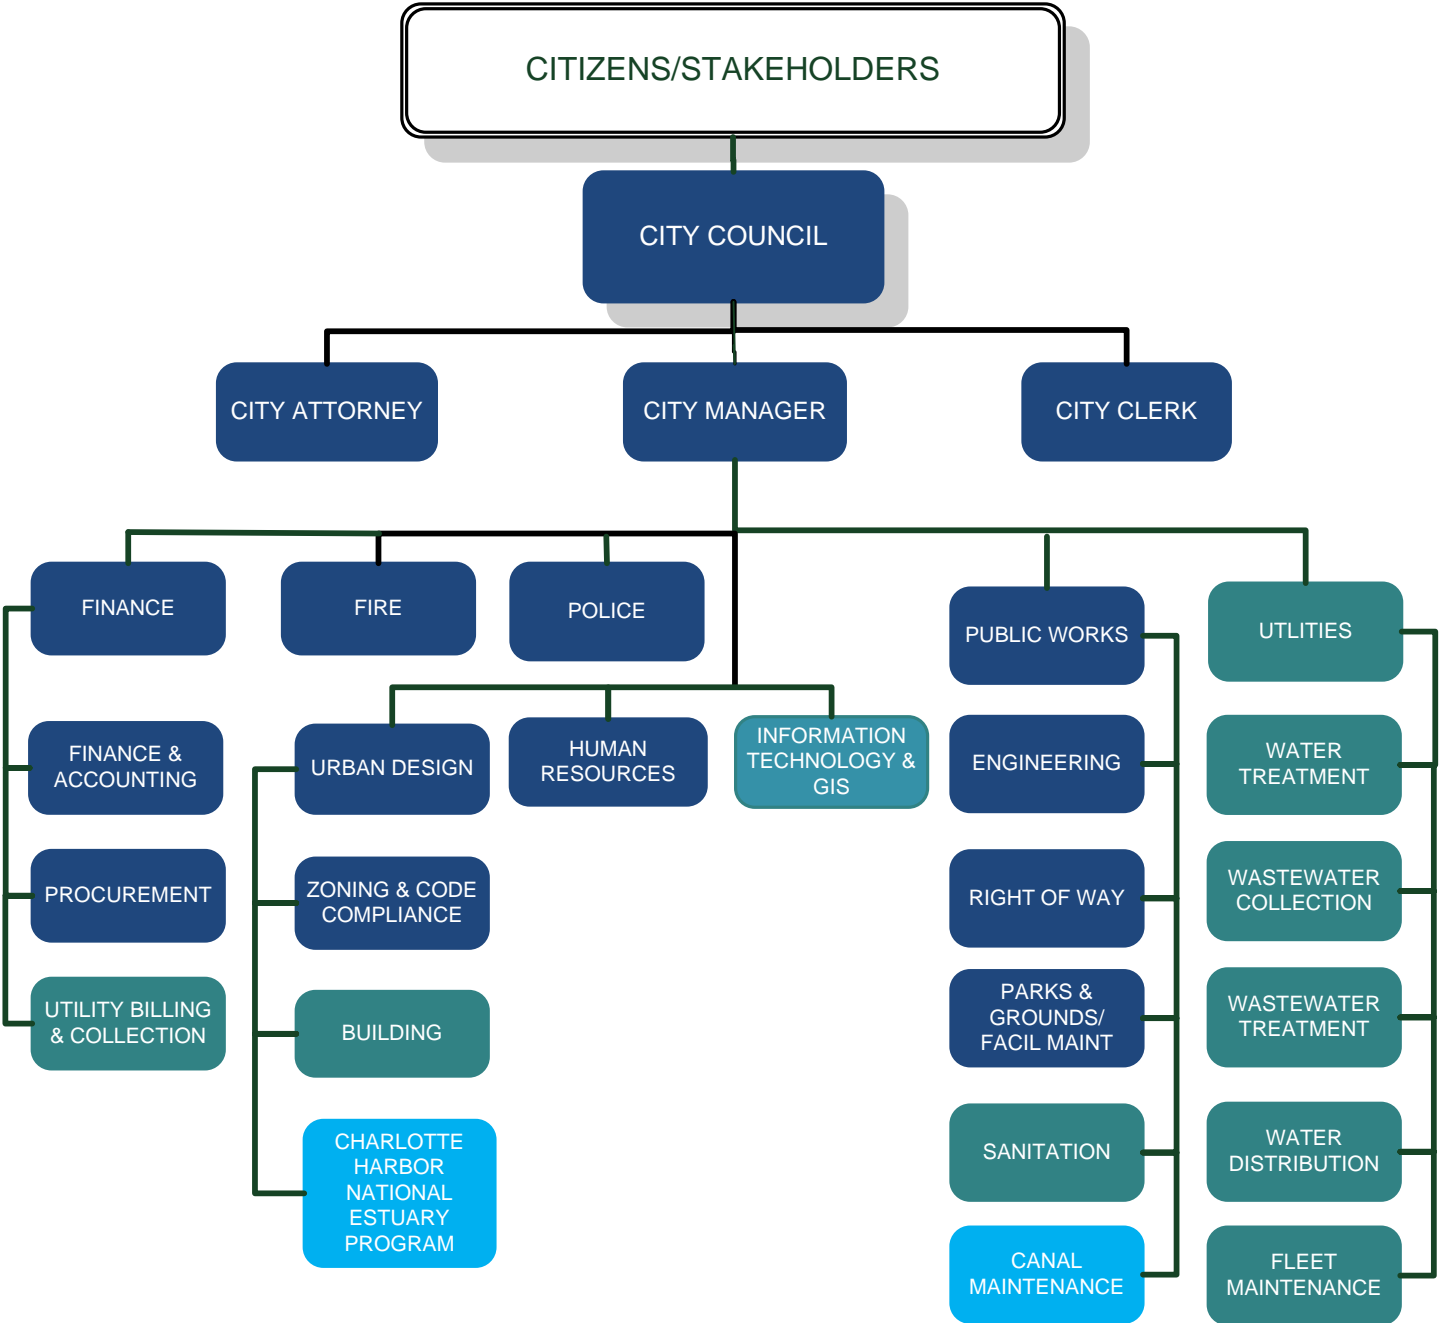 CITIZENS/STAKEHOLDERS
CITY COUNCIL
CITY ATTORNEY
CITY MANAGER
CITY CLERK
FINANCE
FIRE
POLICE
PUBLIC WORKS
UTLITIES
FINANCE &
ACCOUNTING
URBAN DESIGN
HUMAN
RESOURCES
INFORMATION
TECHNOLOGY &
GIS
ENGINEERING
WATER
TREATMENT
PROCUREMENT
ZONING & CODE
COMPLIANCE
RIGHT OF WAY
WASTEWATER
COLLECTION
UTILITY BILLING
& COLLECTION
BUILDING
PARKS &
GROUNDS/
FACIL MAINT
WASTEWATER
TREATMENT
CHARLOTTE
HARBOR
NATIONAL
ESTUARY
PROGRAM
SANITATION
WATER
DISTRIBUTION
CANAL
MAINTENANCE
FLEET
MAINTENANCE